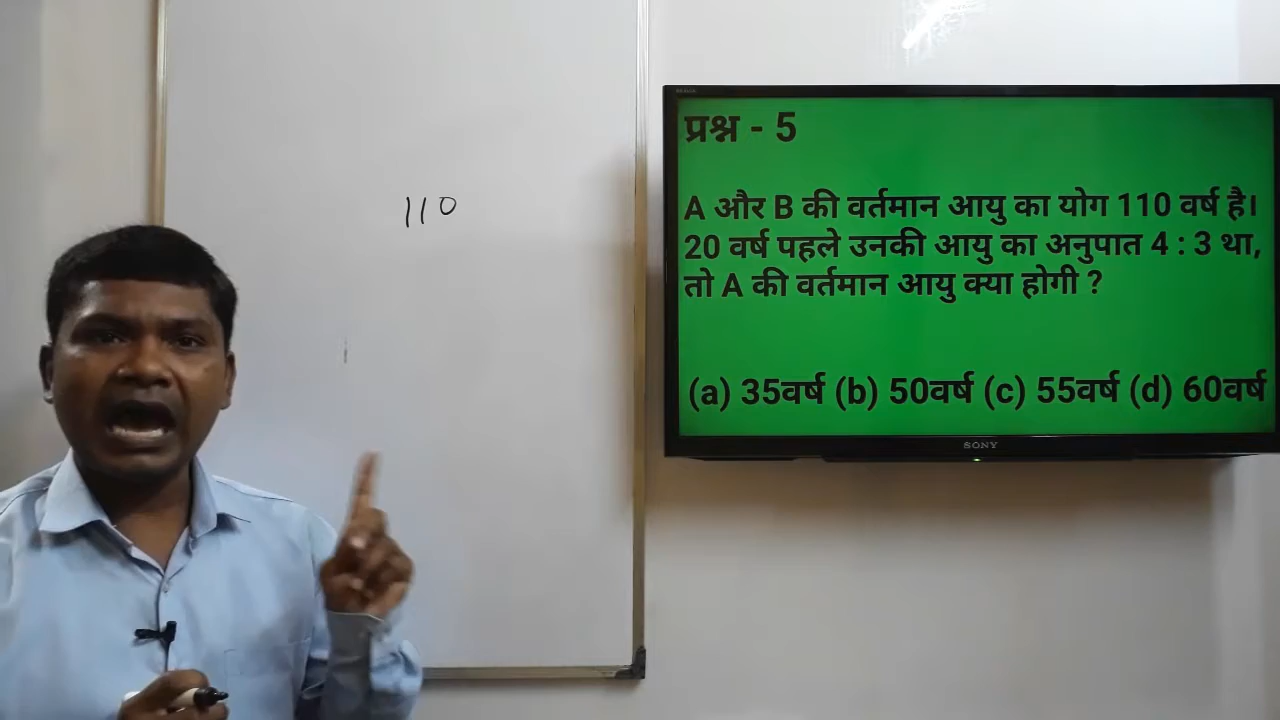 110
प्रश्न - 5
A और B की वर्तमान आयु का योग 110 वर्ष है।
20 वर्ष पहले उनकी आयु का अनुपात 4 : 3 था,
तो A की वर्तमान आयु क्या होगी ?
(a) 35वर्ष (b) 50वर्ष (c) 55वर्ष (d) 60वर्ष
SONY